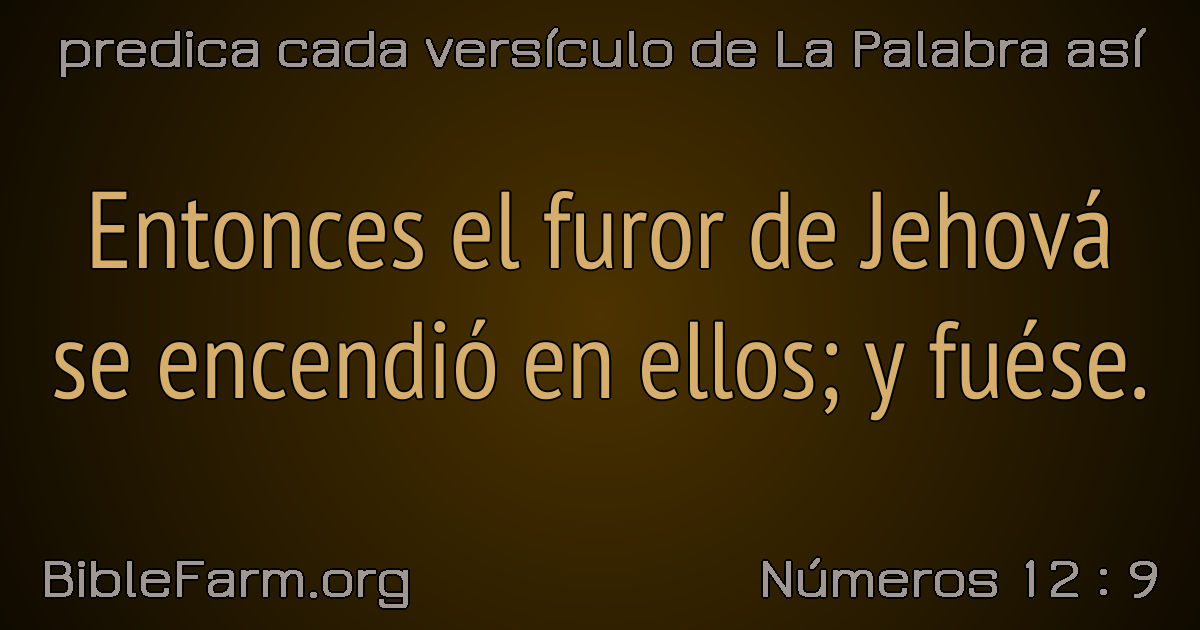 predica cada versículo de La Palabra así
Entonces el furor de Jehová
se encendió en ellos; y fuése.
BibleFarm.org
Números 12 : 9